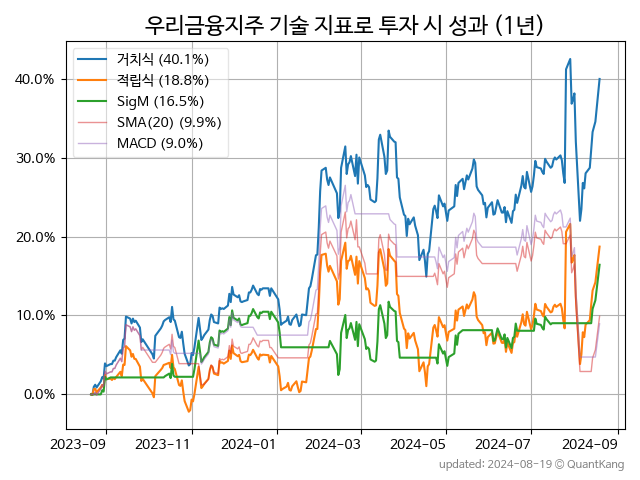 우리금융지주 기술 지표로 투자 시 성과 (1년)
거치식 (40.1%)
적립식 (18.8%)
SigM (16.5%)
SMA(20) (9.9%)
MACD (9.0%)
40.0%
30.0%
20.0%
10.0%
0.0%
2023-09 2023-11 2024-01 2024-03 2024-05 2024-07 2024-09
updated: 2024-08-19 © QuantKang